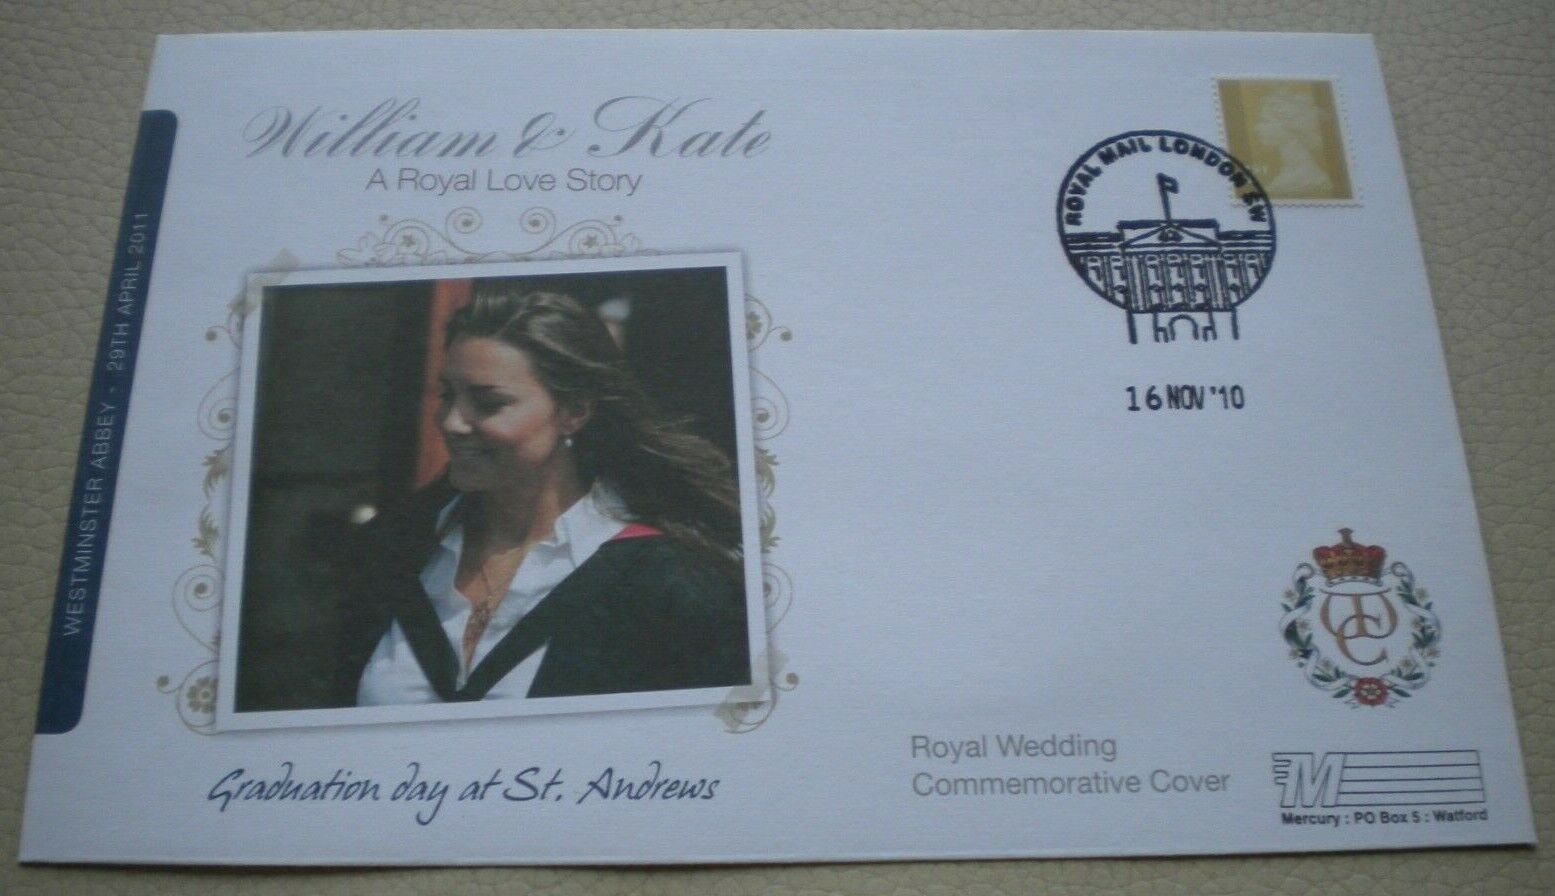 William & Kate
A Royal Love Story
WESTMINSTER ABBEY • 29TH APRIL 2011
Graduation day at St. Andrews
ROYAL MAIL LONDON SW
16 NOV '10
Royal Wedding
Commemorative Cover
M
Mercury : PO Box 5 : Watford